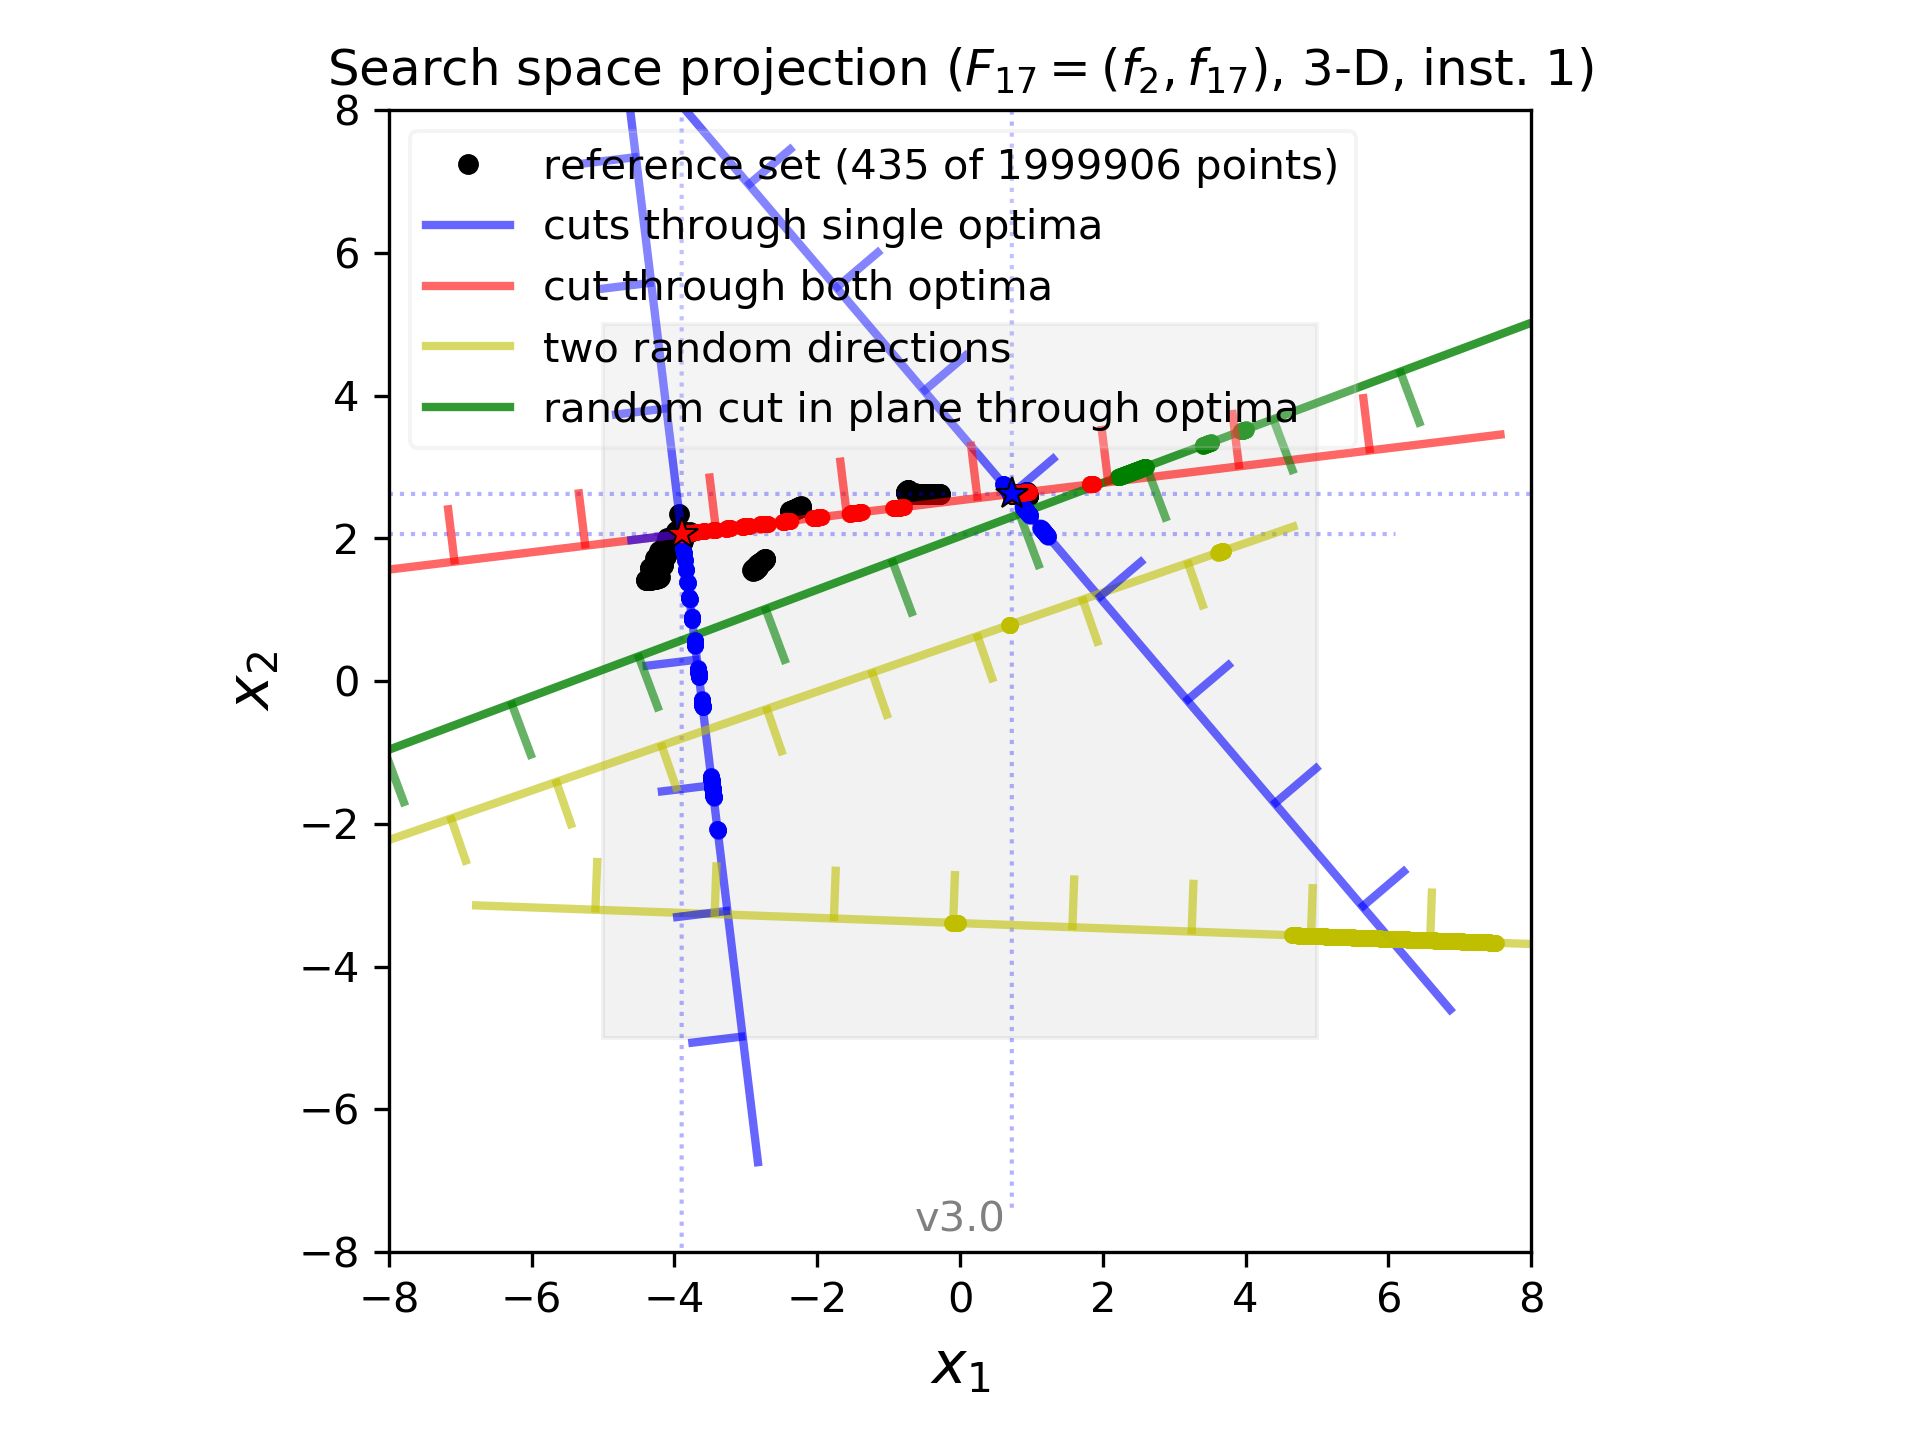 Search space projection (F17 = (f2, f17), 3-D, inst. 1)
reference set (435 of 1999906 points)
cuts through single optima
cut through both optima
two random directions
random cut in plane through optima
8
6
4
2
0
−2
−4
−6
−8
x2
v3.0
−8 −6 −4 −2 0 2 4 6 8
x1